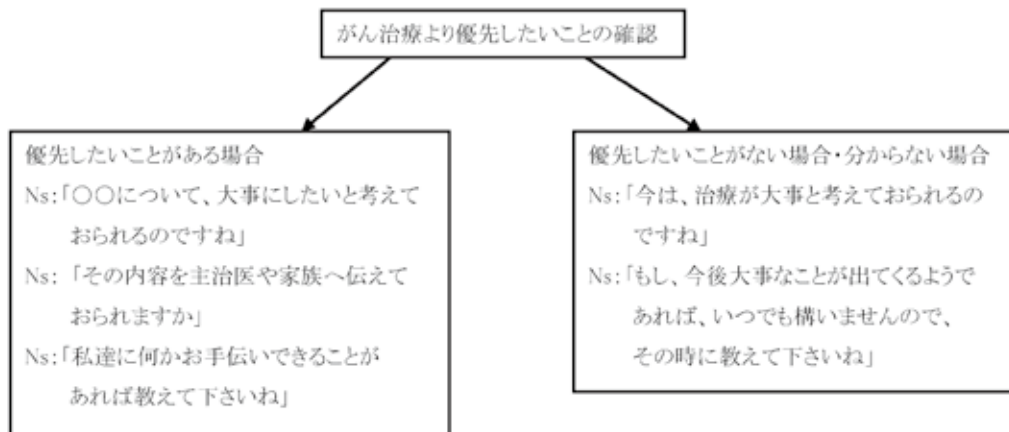 がん治療より優先したいことの確認
優先したいことがある場合
Ns:「○○について、大事にしたいと考えて
おられるのですね」
Ns: 「その内容を主治医や家族へ伝えて
おられますか」
Ns:「私達に何かお手伝いできることが
あれば教えて下さいね」
優先したいことがない場合・分からない場合
Ns:「今は、治療が大事と考えておられるの
ですね」
Ns:「もし、今後大事なことが出てくるようで
あれば、いつでも構いませんので、
その時に教えて下さいね」